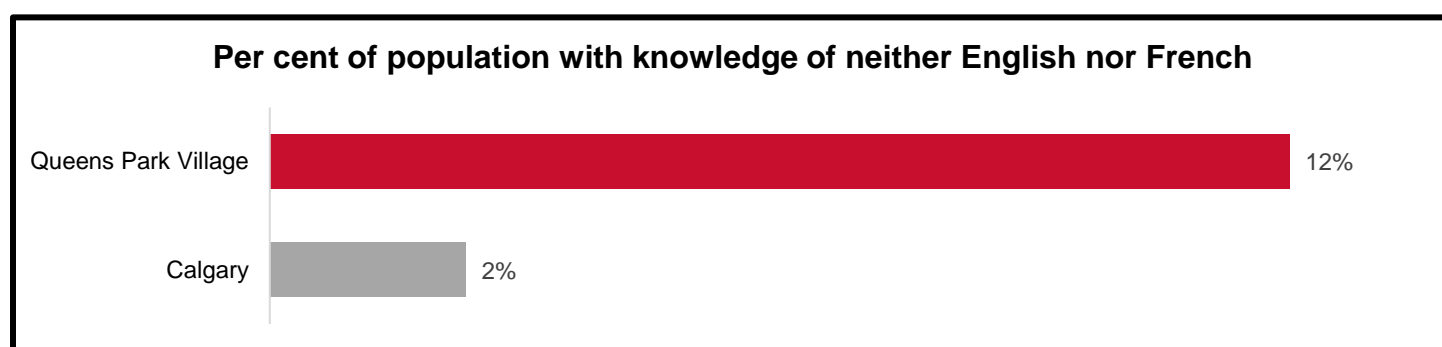 Per cent of population with knowledge of neither English nor French
Queens Park Village
12%
Calgary
2%